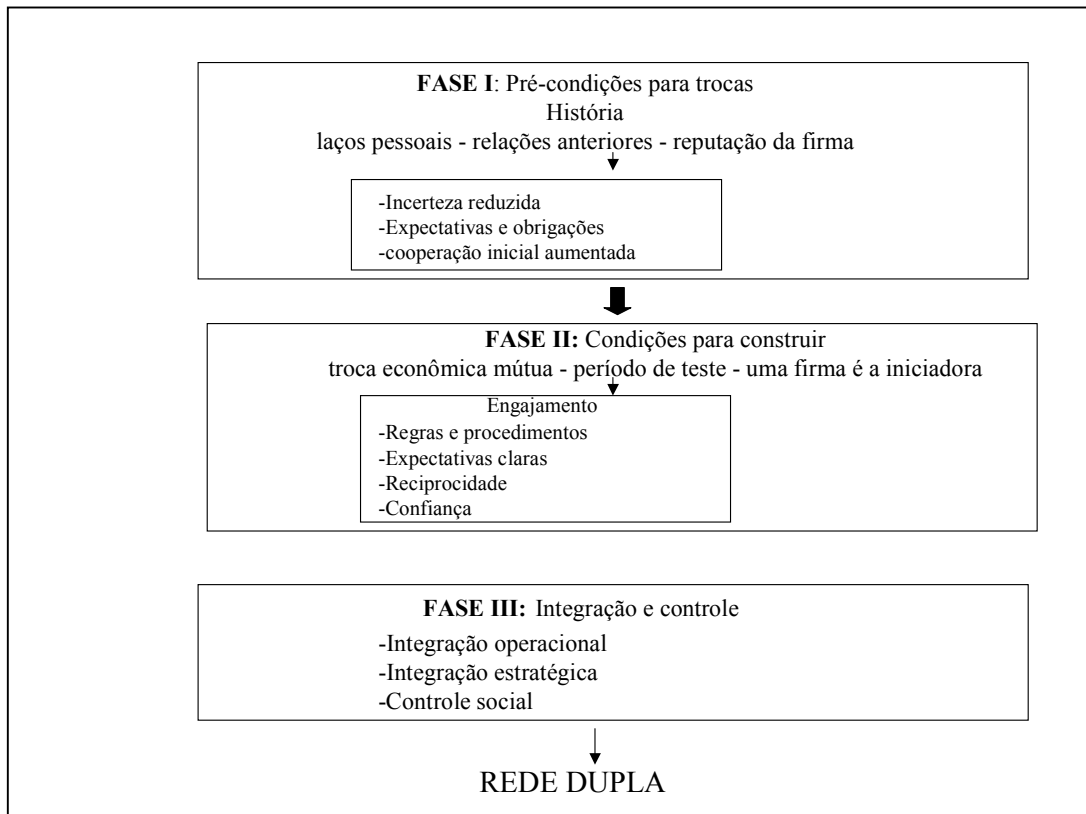 FASE I: Pré-condições para trocas
História
laços pessoais - relações anteriores - reputação da firma
-Incerteza reduzida
-Expectativas e obrigações
-cooperação inicial aumentada
FASE II: Condições para construir
troca econômica mútua - período de teste - uma firma é a iniciadora
Engajamento
-Regras e procedimentos
-Expectativas claras
-Reciprocidade
-Confiança
FASE III: Integração e controle
-Integração operacional
-Integração estratégica
-Controle social
REDE DUPLA